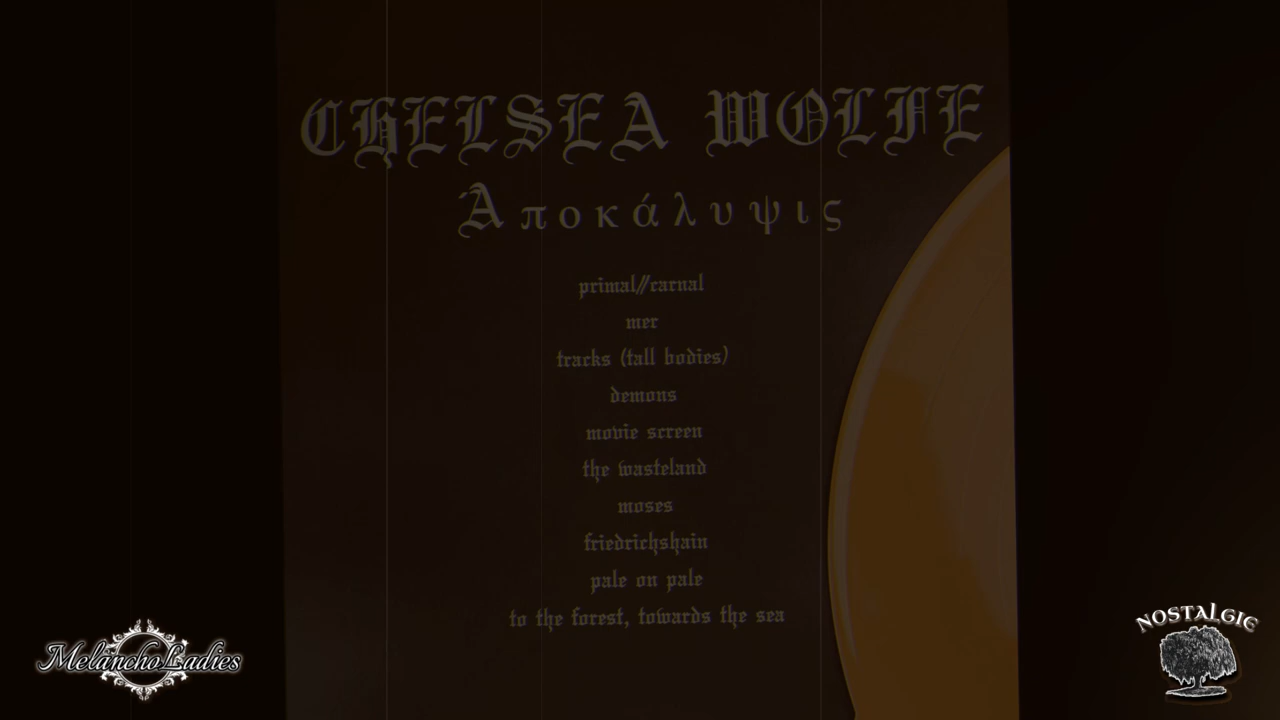 CHELSEA WOLFE
Ἀποκάλυψις
primal//carnal
mer
tracks (tall bodies)
demons
movie screen
the wasteland
moses
friedrichshain
pale on pale
to the forest, towards the sea
MelanchoLadies
NOSTALGIE